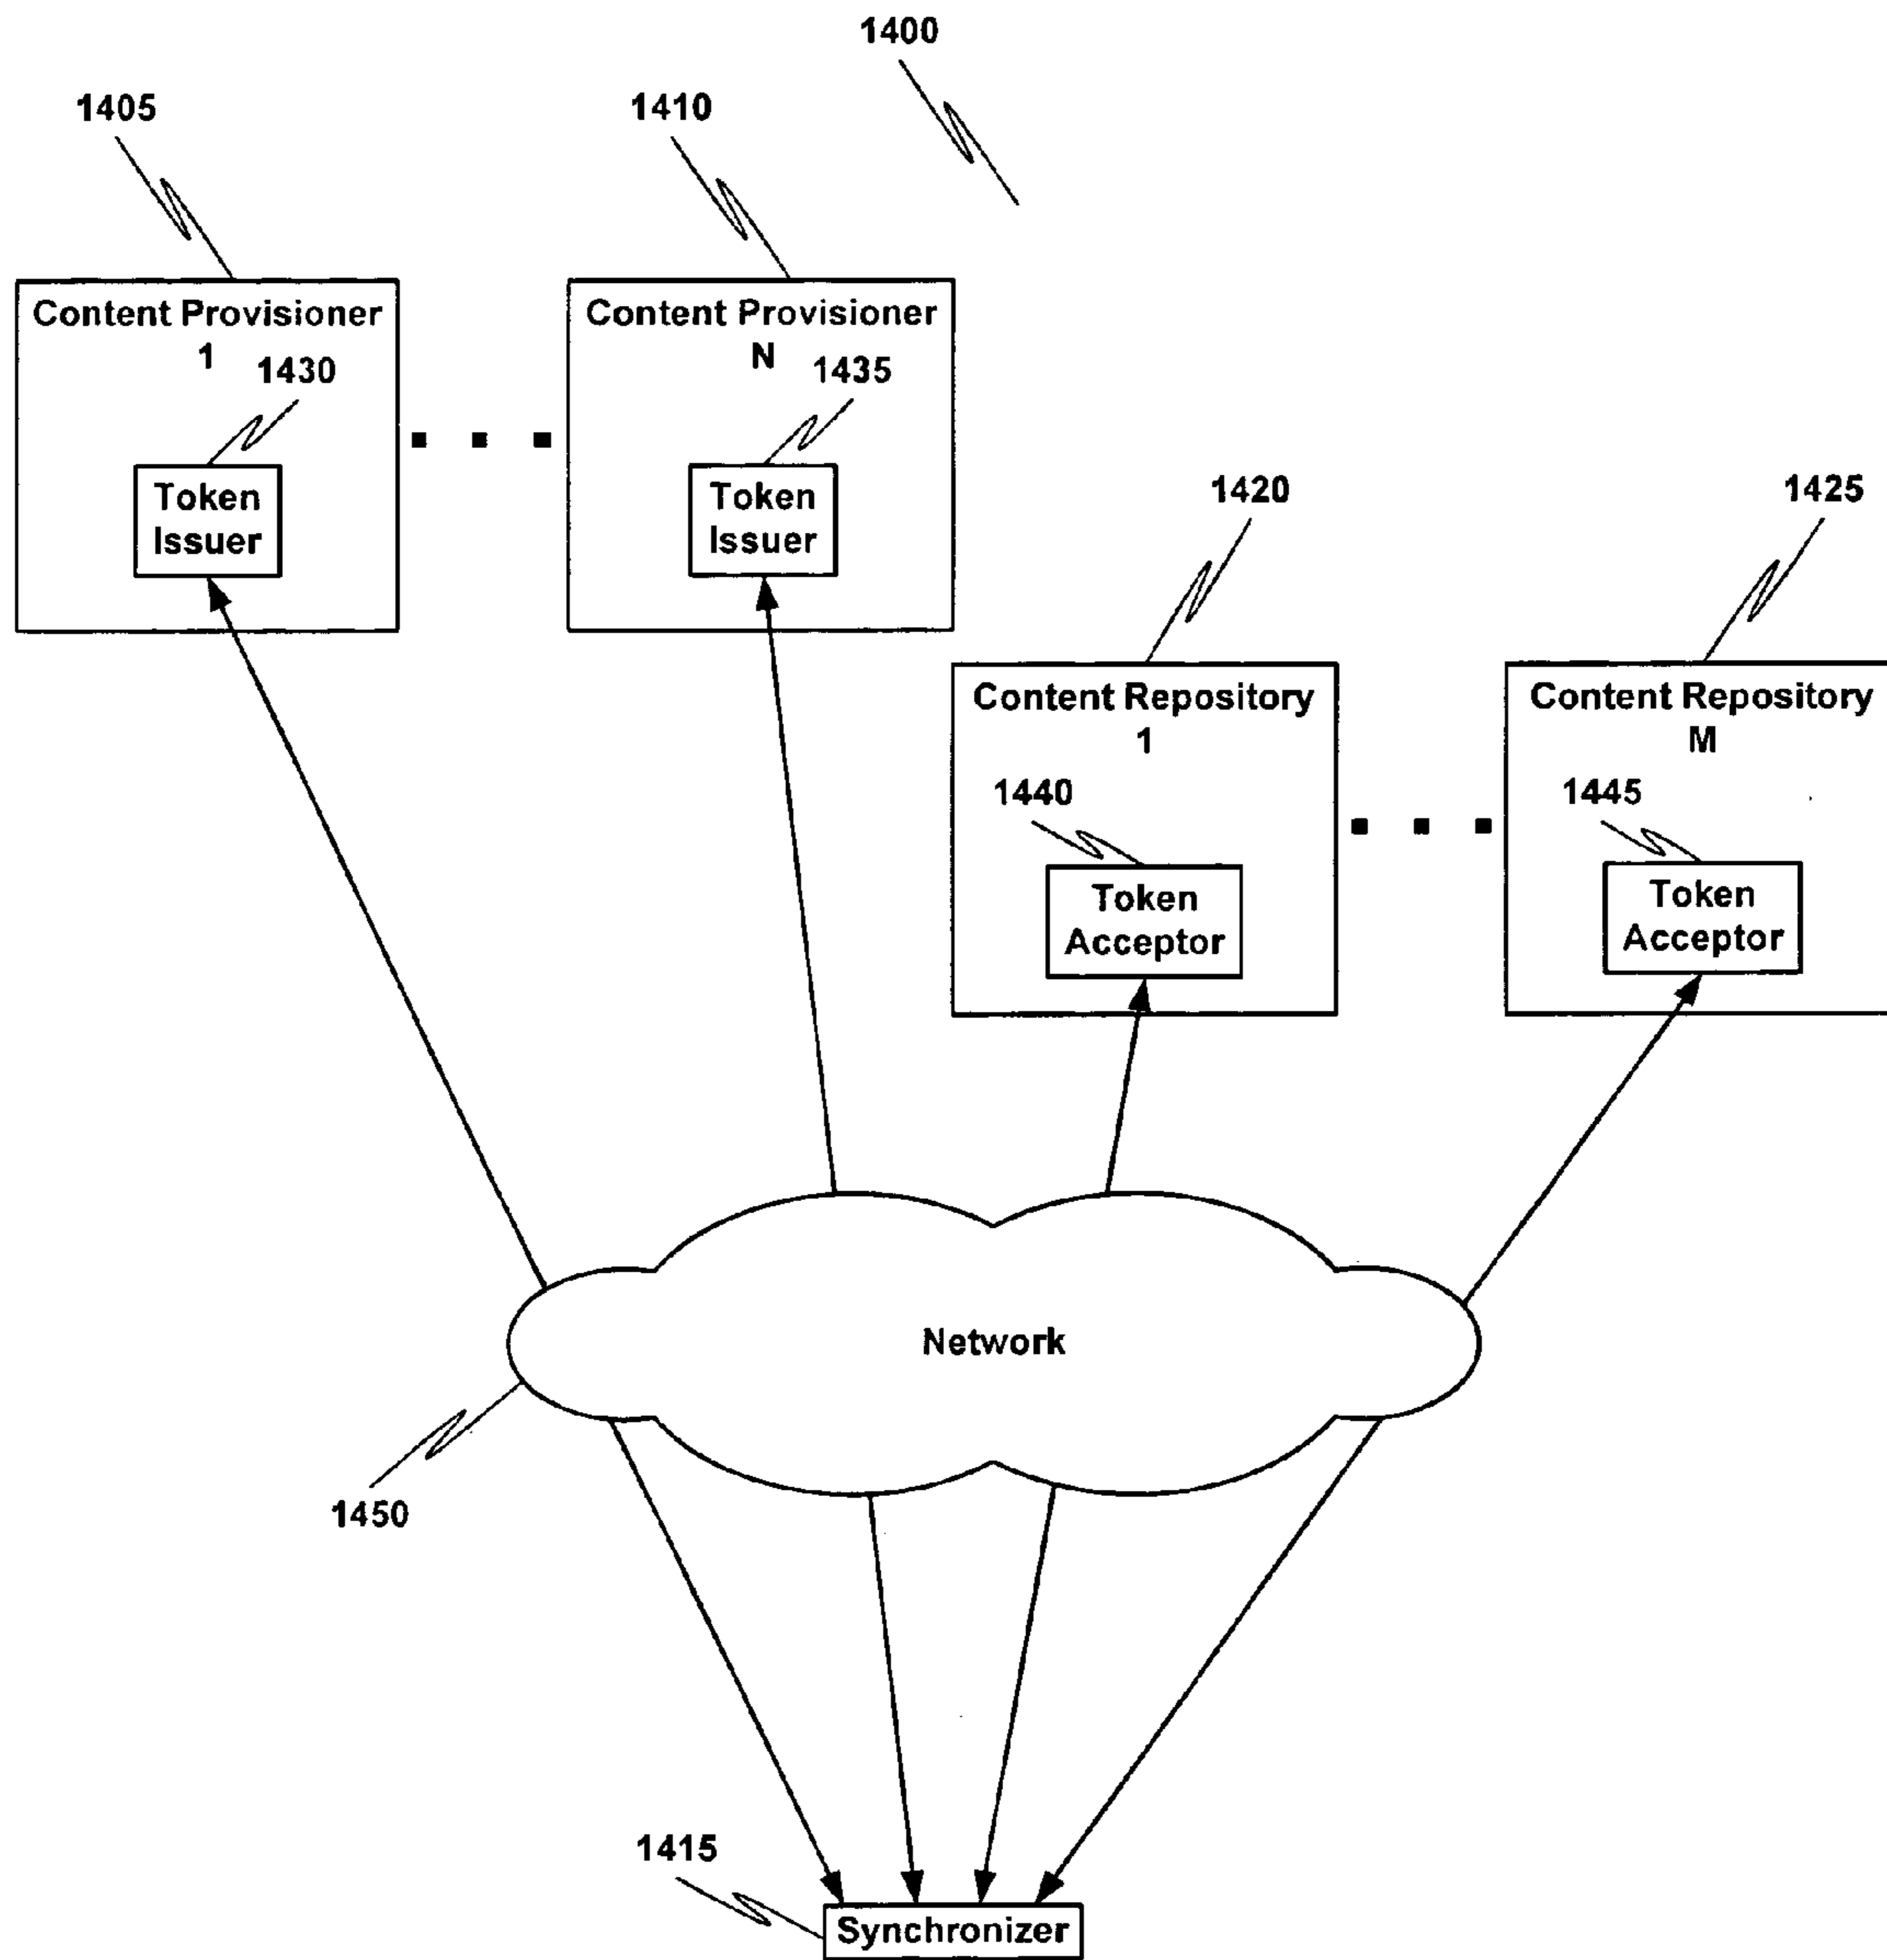 1400
1405
1410
Content Provisioner
1
1430
Token
Issuer
Content Provisioner
N
1435
Token
Issuer
1420
1425
Content Repository
1
1440
Token
Acceptor
Content Repository
M
1445
Token
Acceptor
Network
1450
1415
Synchronizer